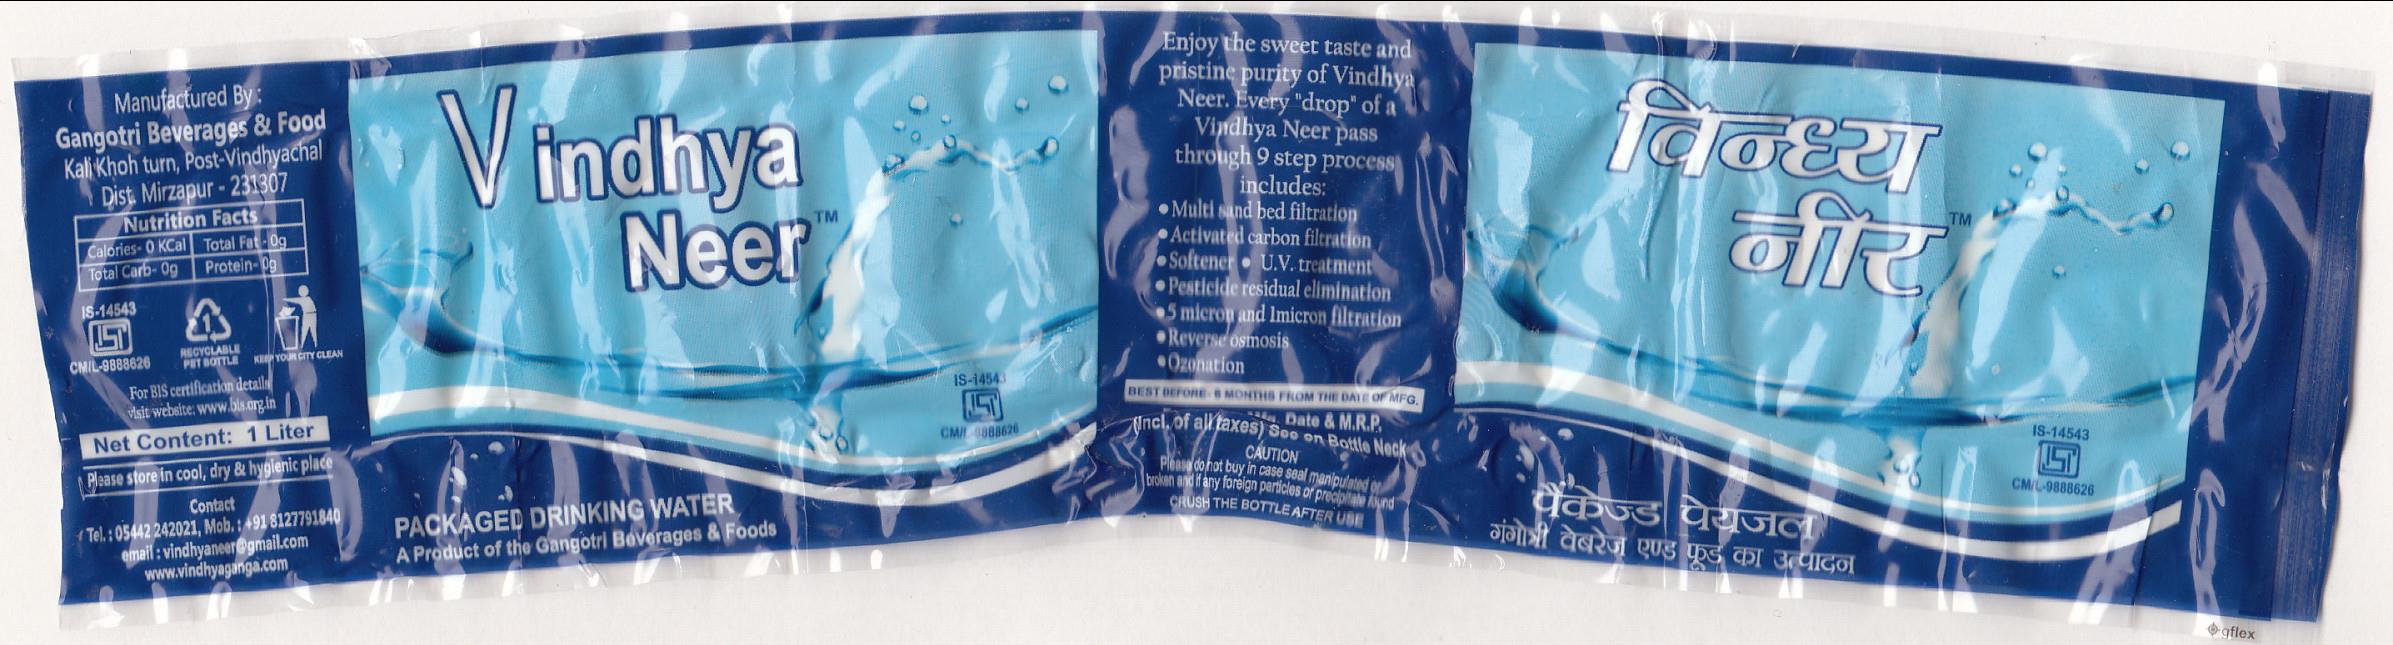 Manufactured By :
Gangotri Beverages & Food
Kali Khoh turn, Post-Vindhyachal
Dist. Mirzapur - 231307
Nutrition Facts
Calories- 0 KCal Total Fat - 0g
Total Carb- 0g Protein- 0g
IS-14543
CM/L-9888626
1
RECYCLABLE
PET BOTTLE
KEEP YOUR CITY CLEAN
For BIS certification details
visit website: www.bis.org.in
Net Content: 1 Liter
Please store in cool, dry & hygienic place
Contact
Tel. : 05442 242021, Mob. : +91 8127791840
email : vindhyaneer@gmail.com
www.vindhyaganga.com
Vindhya
Neer™
IS-14543
CM/L-9888626
PACKAGED DRINKING WATER
A Product of the Gangotri Beverages & Foods
Enjoy the sweet taste and
pristine purity of Vindhya
Neer. Every "drop" of a
Vindhya Neer pass
through 9 step process
includes:
• Multi sand bed filtration
• Activated carbon filtration
• Softener • U.V. treatment
• Pesticide residual elimination
• 5 micron and 1micron filtration
• Reverse osmosis
• Ozonation
BEST BEFORE- 6 MONTHS FROM THE DATE OF MFG.
Mfg. Date & M.R.P.
(Incl. of all taxes) See on Bottle Neck
CAUTION
Please do not buy in case seal manipulated or
broken and if any foreign particles or precipitate found
CRUSH THE BOTTLE AFTER USE
विन्ध्य
नीर™
IS-14543
CM/L-9888626
पैकेज्ड पेयजल
गंगोत्री वेबरेज एण्ड फूड का उत्पादन
gflex